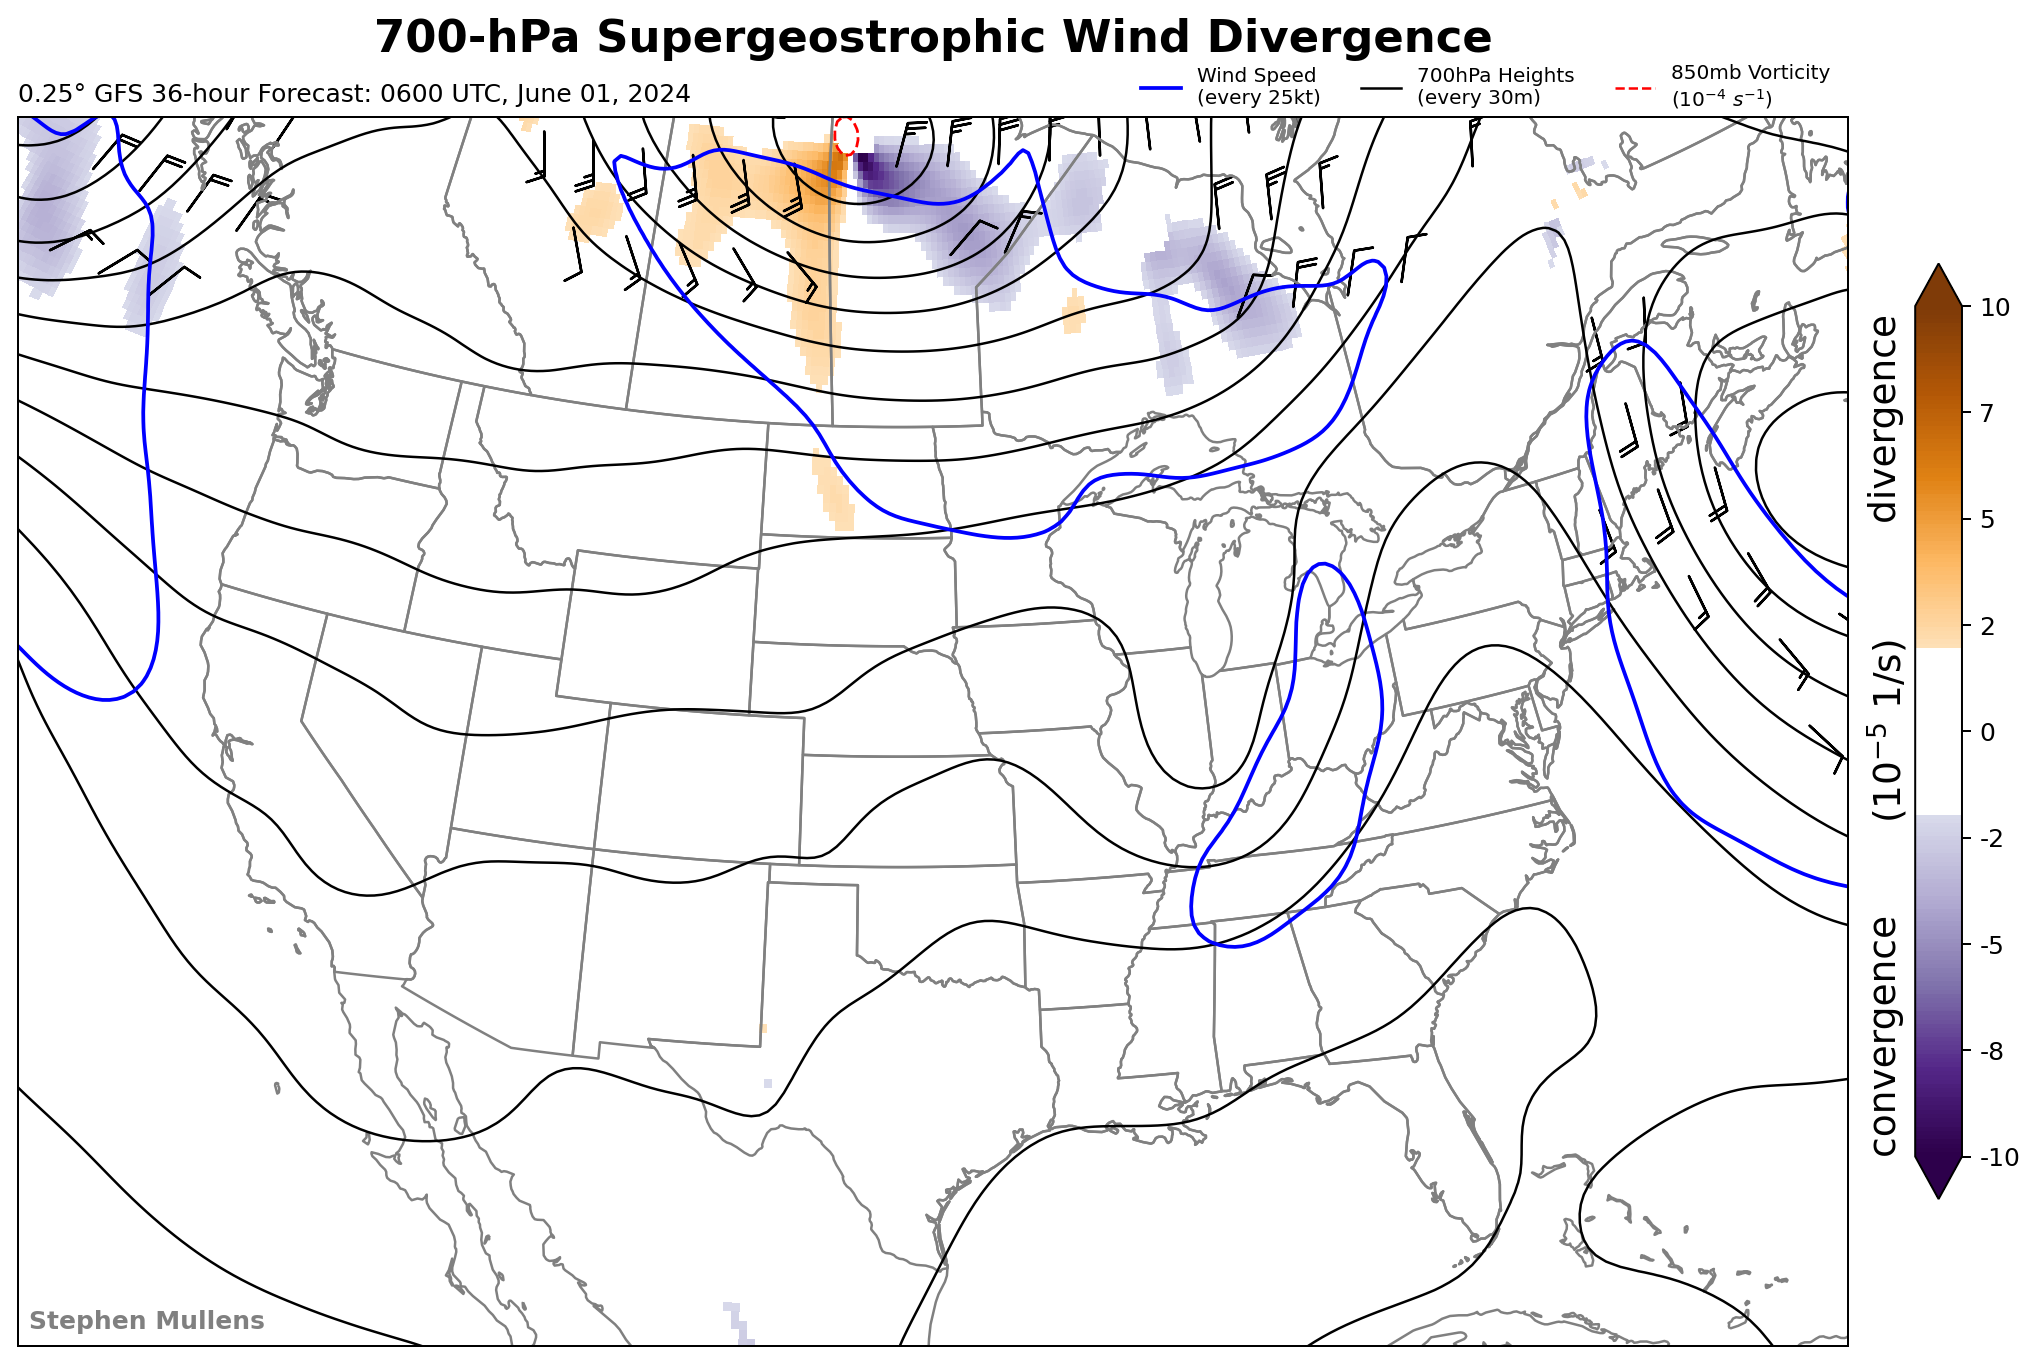 700-hPa Supergeostrophic Wind Divergence
0.25° GFS 36-hour Forecast: 0600 UTC, June 01, 2024
Wind Speed
(every 25kt)
700hPa Heights
(every 30m)
850mb Vorticity
(10⁻⁴ s⁻¹)
10
7
5
2
0
-2
-5
-8
-10
convergence (10⁻⁵ 1/s) divergence
Stephen Mullens